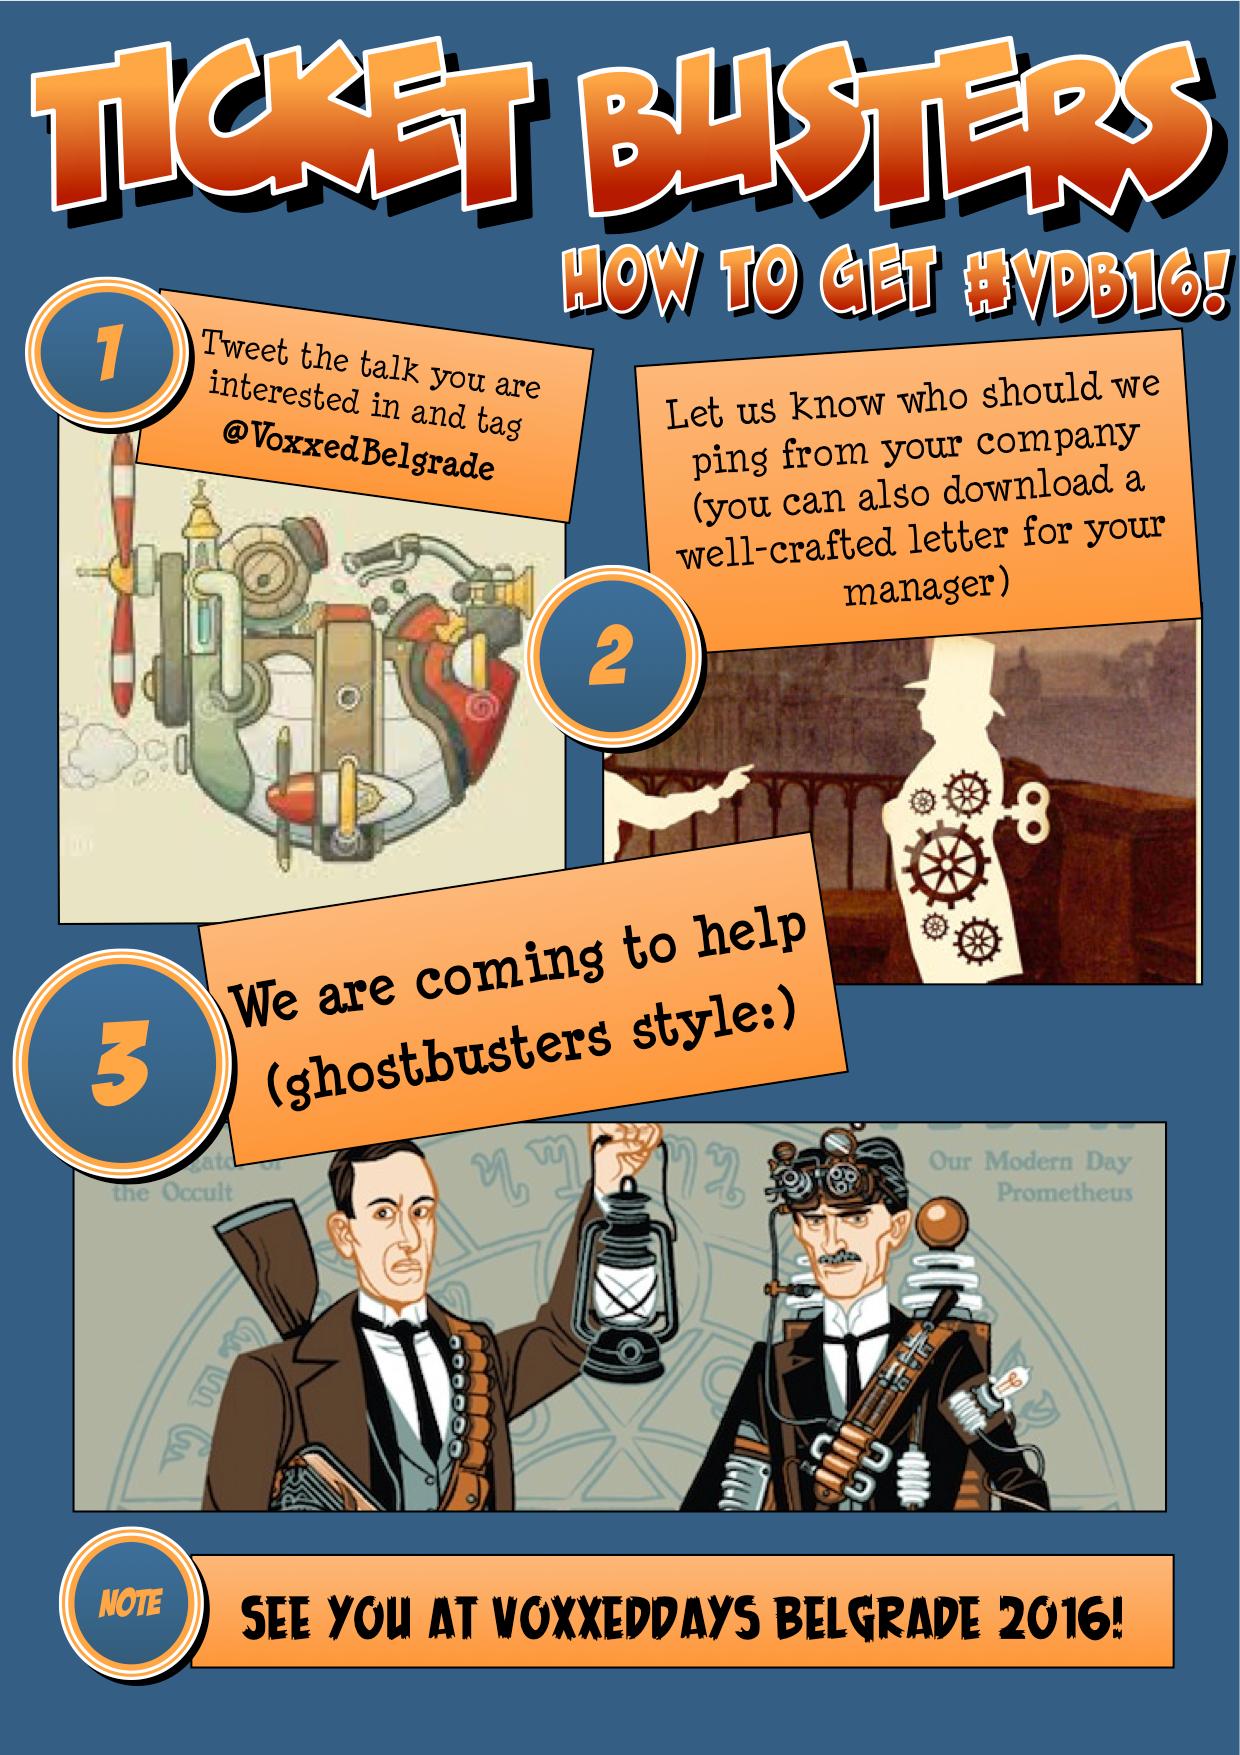 TICKET BUSTERS
HOW TO GET #VDB16!
1
Tweet the talk you are
interested in and tag
@VoxxedBelgrade
Let us know who should we
ping from your company
(you can also download a
well-crafted letter for your
manager)
2
3
We are coming to help
(ghostbusters style:)
the Occult
Our Modern Day
Prometheus
NOTE
SEE YOU AT VOXXEDDAYS BELGRADE 2016!